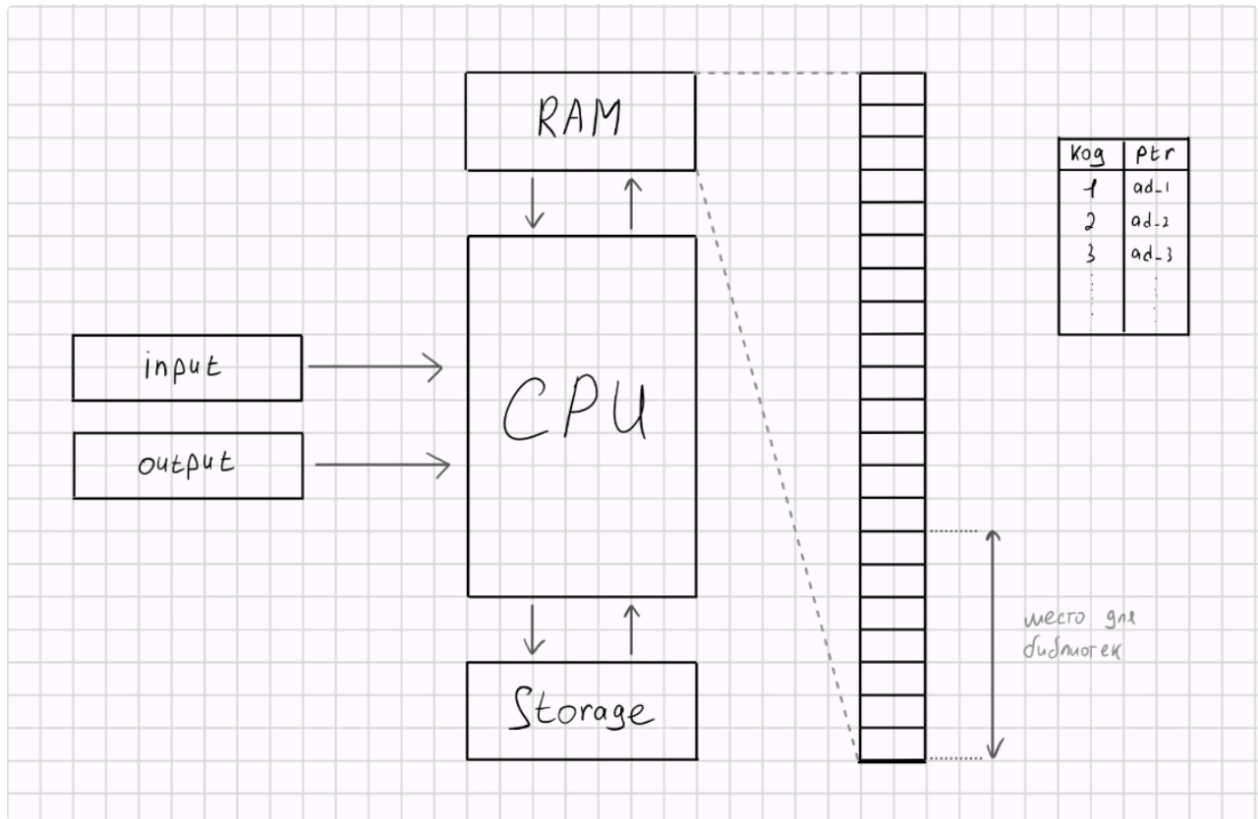 RAM
Код
ptr
1
ad_1
2
ad_2
3
ad_3
input
CPU
output
место для
библиотек
Storage